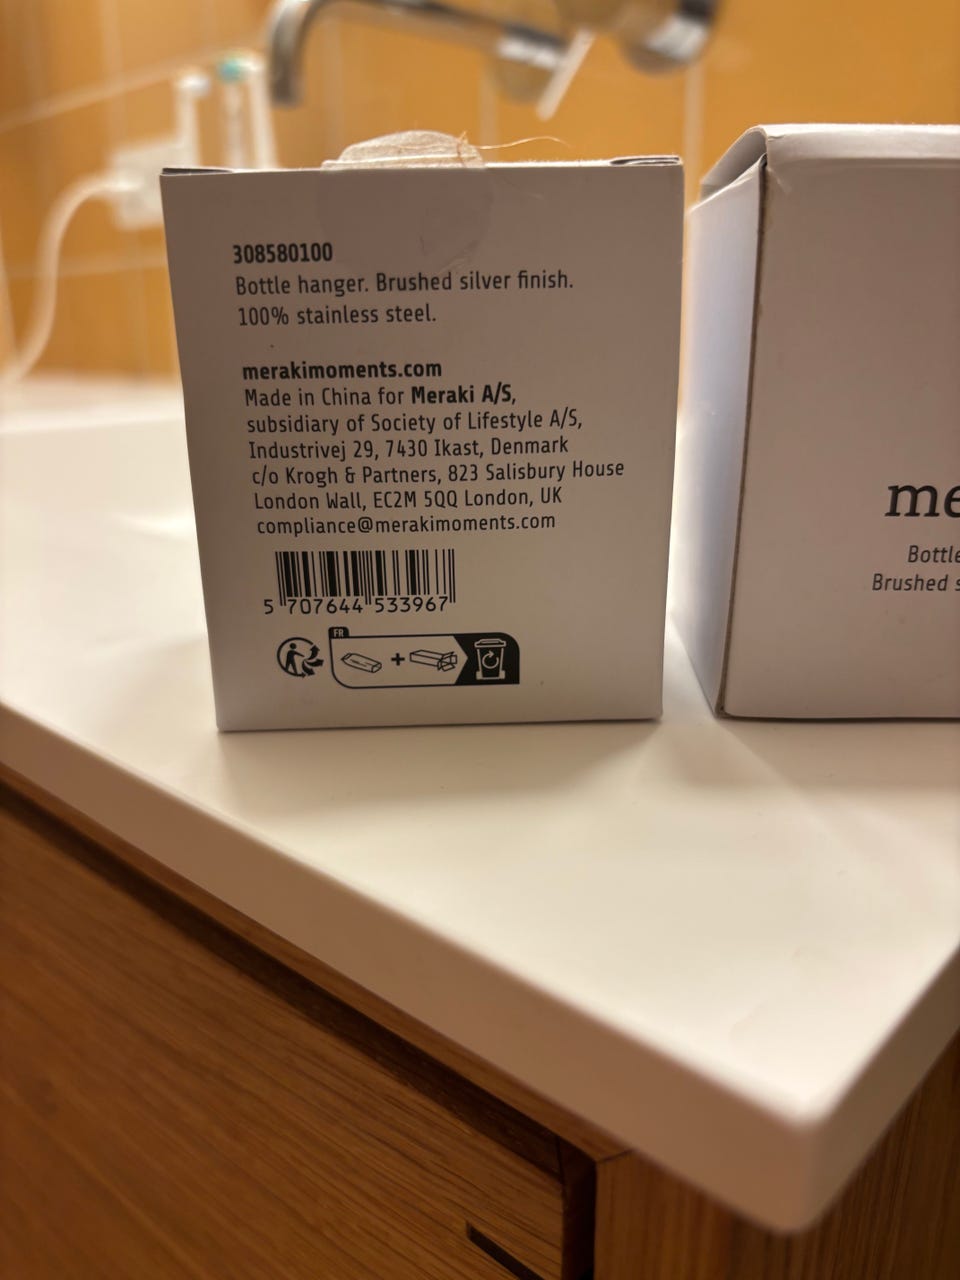 308580100
Bottle hanger. Brushed silver finish.
100% stainless steel.
merakimoments.com
Made in China for Meraki A/S,
subsidiary of Society of Lifestyle A/S,
Industrivej 29, 7430 Ikast, Denmark
c/o Krogh & Partners, 823 Salisbury House
London Wall, EC2M 5QQ London, UK
compliance@merakimoments.com
5 707644 533967
FR
me
Bottle
Brushed s